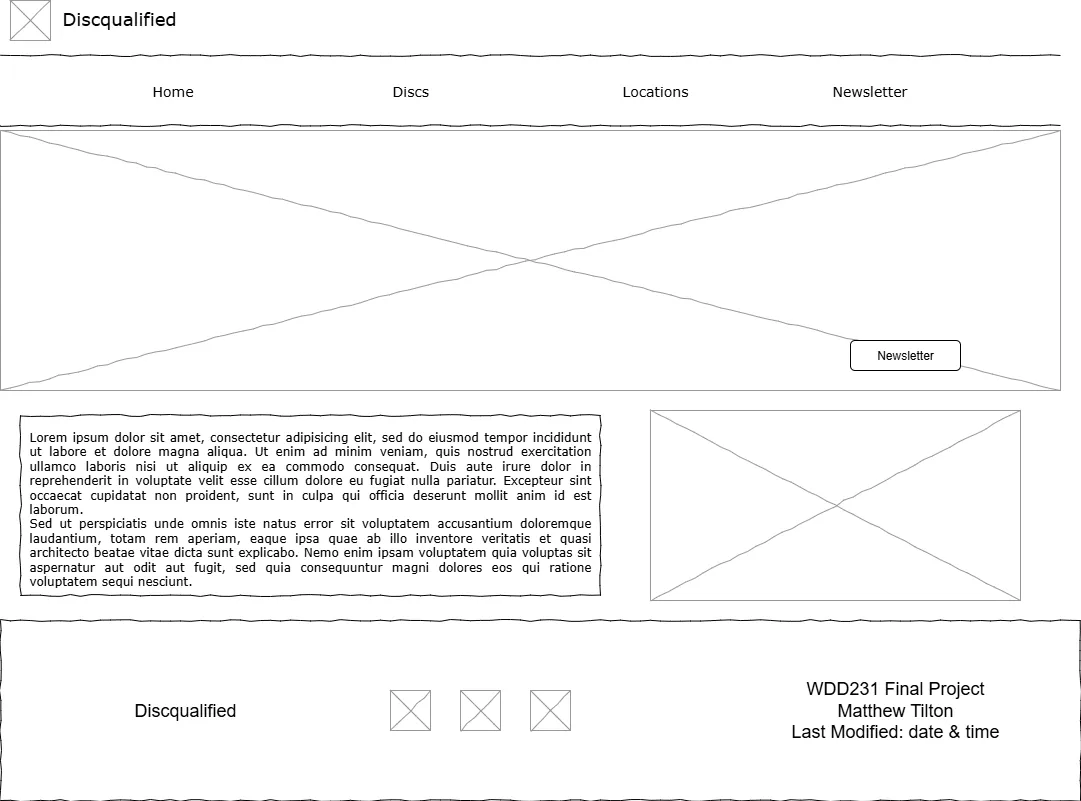 Discqualified
Home Discs Locations Newsletter
Newsletter
Lorem ipsum dolor sit amet, consectetur adipisicing elit, sed do eiusmod tempor incididunt
ut labore et dolore magna aliqua. Ut enim ad minim veniam, quis nostrud exercitation
ullamco laboris nisi ut aliquip ex ea commodo consequat. Duis aute irure dolor in
reprehenderit in voluptate velit esse cillum dolore eu fugiat nulla pariatur. Excepteur sint
occaecat cupidatat non proident, sunt in culpa qui officia deserunt mollit anim id est
laborum.
Sed ut perspiciatis unde omnis iste natus error sit voluptatem accusantium doloremque
laudantium, totam rem aperiam, eaque ipsa quae ab illo inventore veritatis et quasi
architecto beatae vitae dicta sunt explicabo. Nemo enim ipsam voluptatem quia voluptas sit
aspernatur aut odit aut fugit, sed quia consequuntur magni dolores eos qui ratione
voluptatem sequi nesciunt.
Discqualified
WDD231 Final Project
Matthew Tilton
Last Modified: date & time